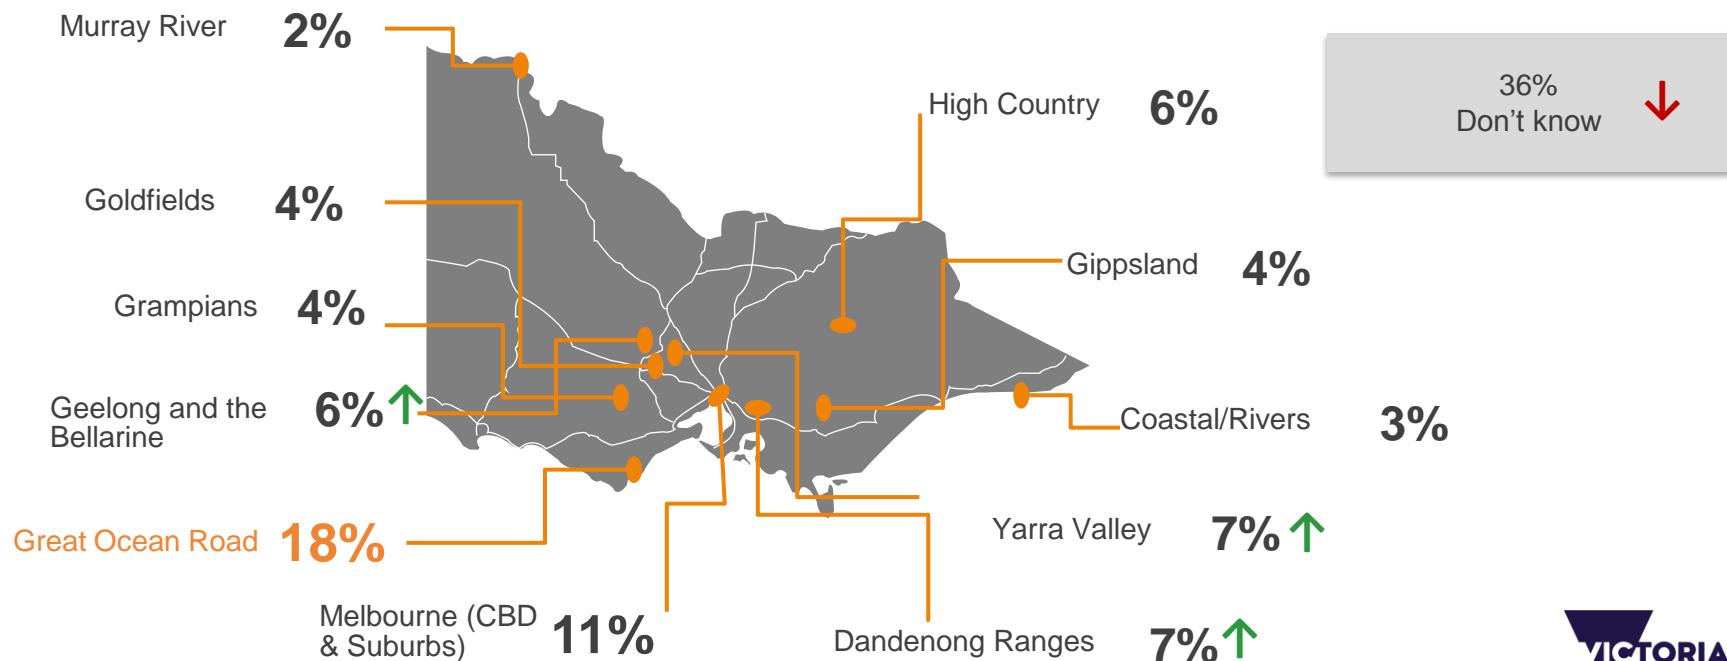 Murray River 2%
High Country 6%
36%
Don't know
Goldfields 4%
Gippsland 4%
Grampians 4%
Geelong and the
Bellarine
6%
Coastal/Rivers 3%
Great Ocean Road 18%
Yarra Valley 7%
Melbourne (CBD
& Suburbs)
11%
Dandenong Ranges 7%
VICTORIA